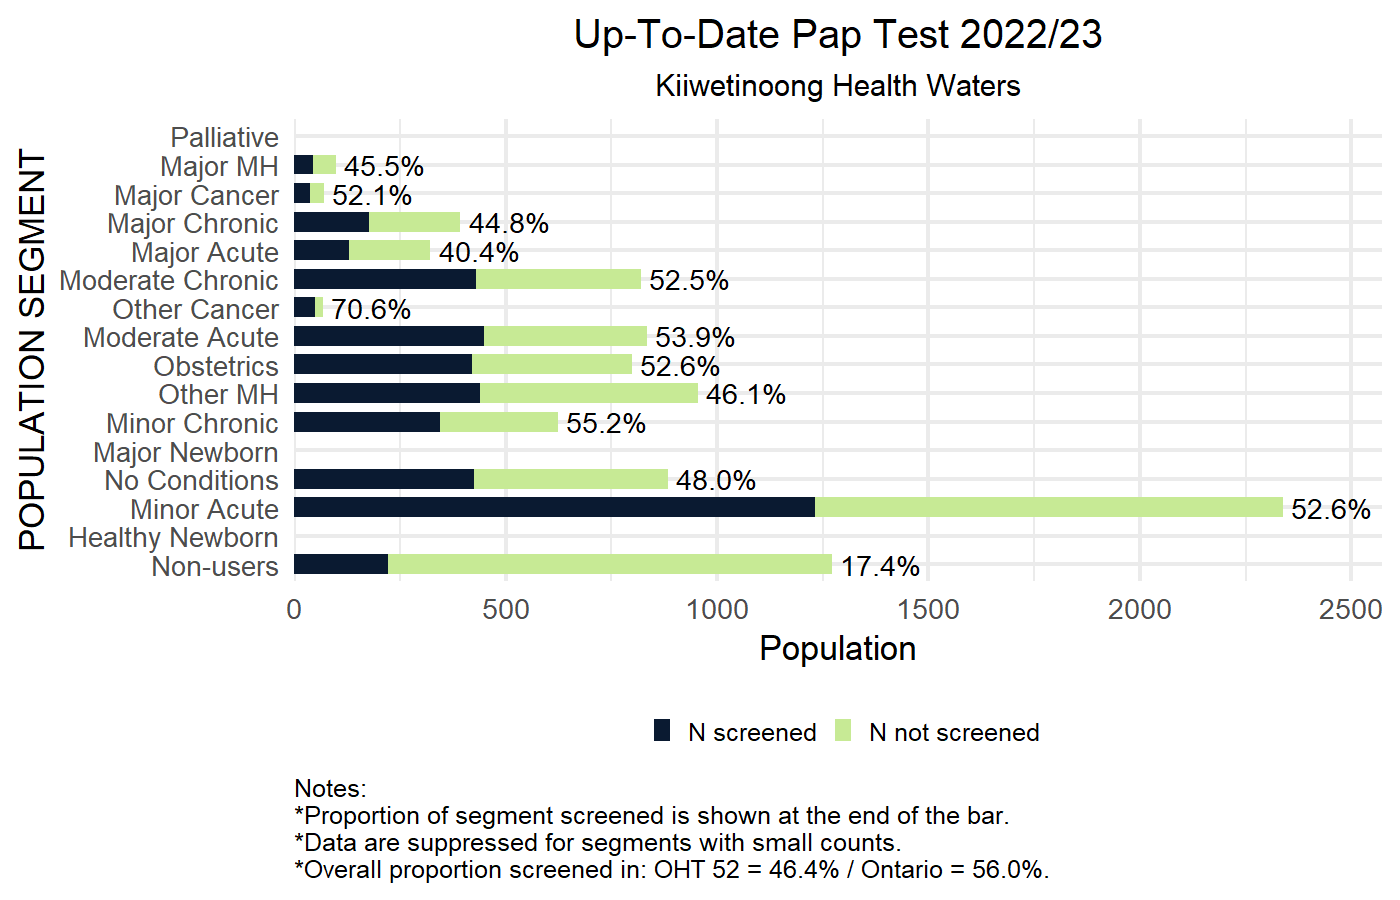 Up-To-Date Pap Test 2022/23
Kiiwetinoong Health Waters
POPULATION SEGMENT
Palliative
Major MH 45.5%
Major Cancer 52.1%
Major Chronic 44.8%
Major Acute 40.4%
Moderate Chronic 52.5%
Other Cancer 70.6%
Moderate Acute 53.9%
Obstetrics 52.6%
Other MH 46.1%
Minor Chronic 55.2%
Major Newborn
No Conditions 48.0%
Minor Acute 52.6%
Healthy Newborn
Non-users 17.4%
0 500 1000 1500 2000 2500
Population
N screened N not screened
Notes:
*Proportion of segment screened is shown at the end of the bar.
*Data are suppressed for segments with small counts.
*Overall proportion screened in: OHT 52 = 46.4% / Ontario = 56.0%.